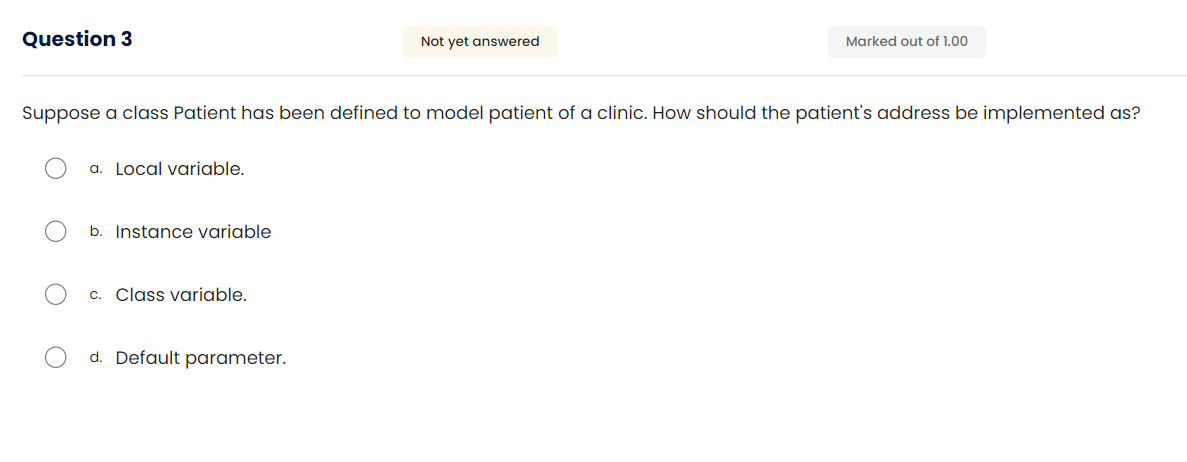 Question 3
Not yet answered
Marked out of 1.00
Suppose a class Patient has been defined to model patient of a clinic. How should the patient's address be implemented as?
a. Local variable.
b. Instance variable
c. Class variable.
d. Default parameter.